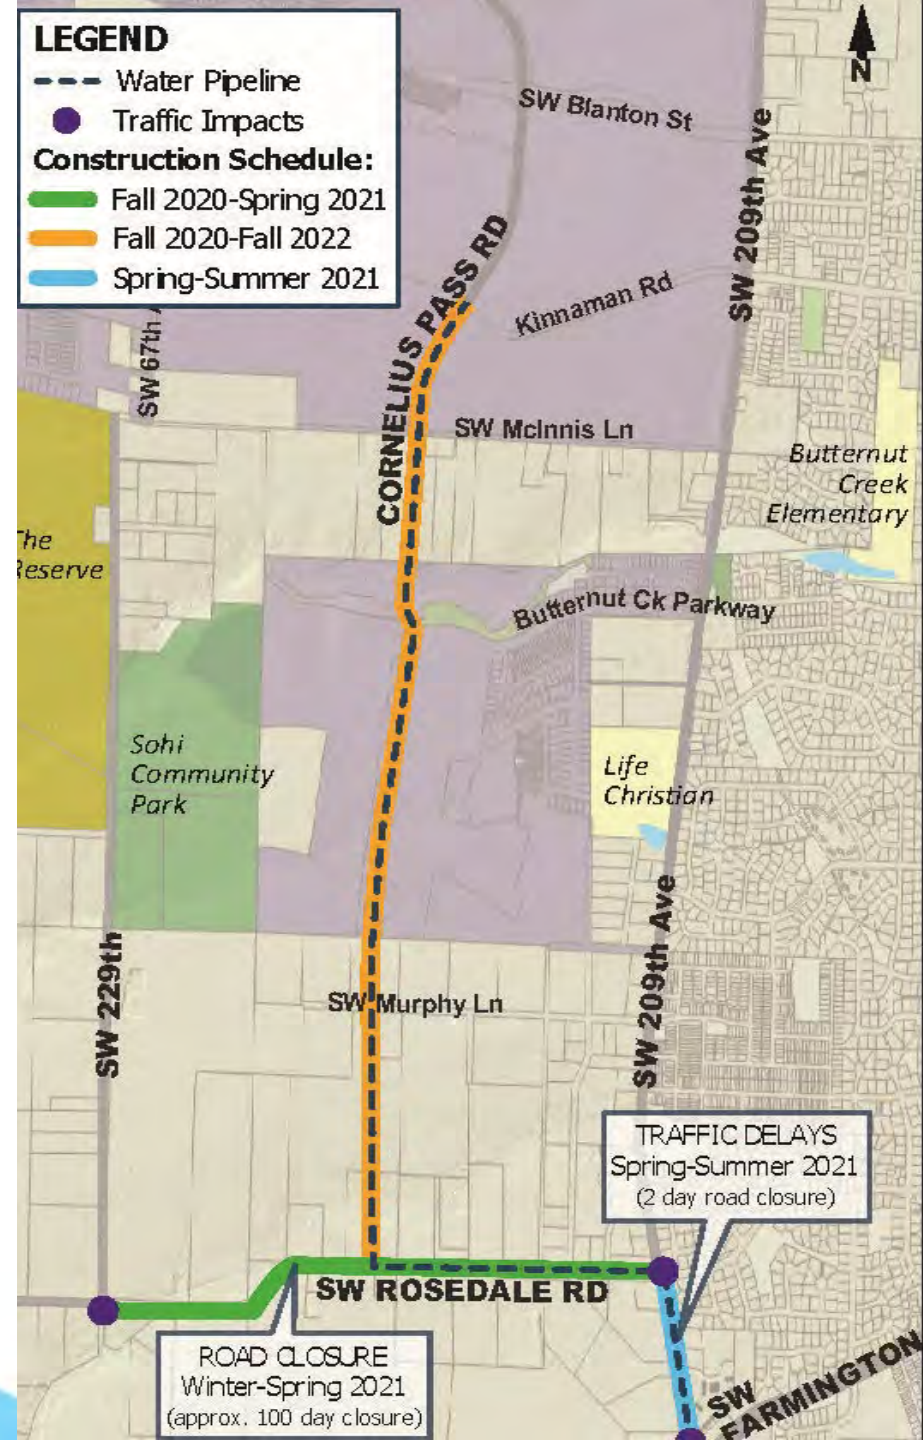 LEGEND
Water Pipeline
Traffic Impacts
Construction Schedule:
Fall 2020-Spring 2021
Fall 2020-Fall 2022
Spring-Summer 2021
N
SW Blanton St
SW 209th Ave
CORNELIUS PASS RD
Kinnaman Rd
SW 67th A
SW McInnis Ln
Butternut
Creek
Elementary
The
Reserve
Butternut Ck Parkway
Sohi
Community
Park
Life
Christian
SW 229th
SW 209th Ave
SW Murphy Ln
TRAFFIC DELAYS
Spring-Summer 2021
(2 day road closure)
SW ROSEDALE RD
ROAD CLOSURE
Winter-Spring 2021
(approx. 100 day closure)
SW
FARMINGTON